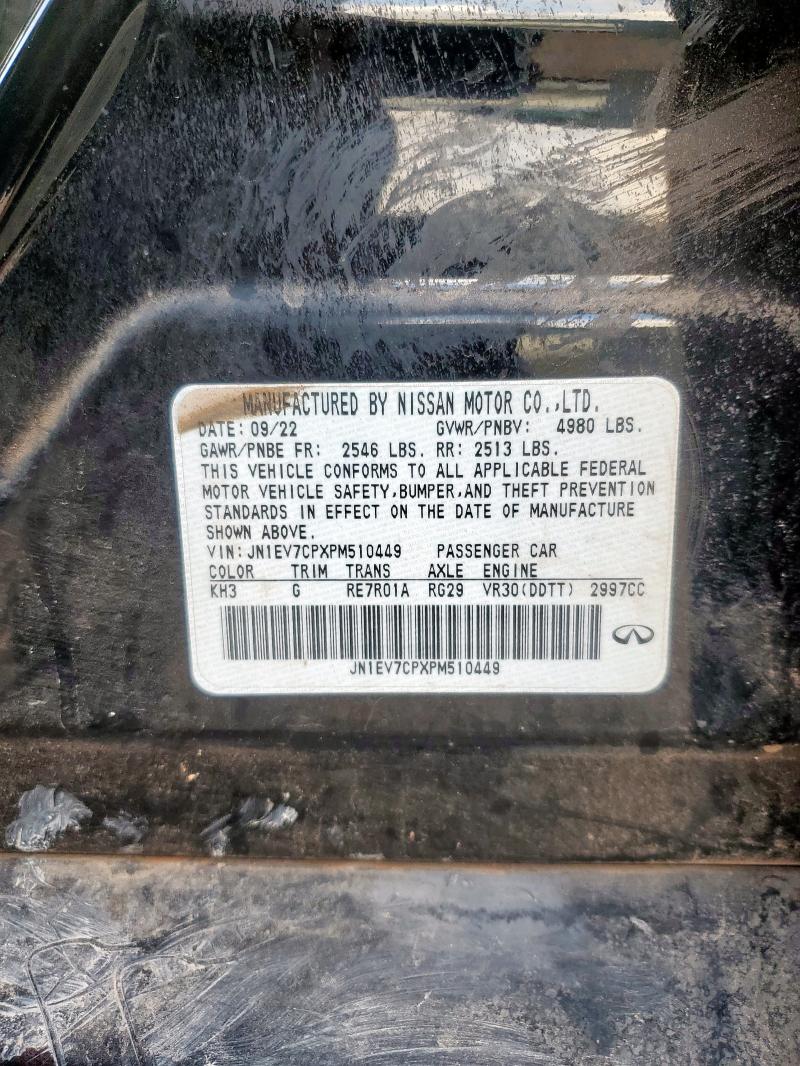 MANUFACTURED BY NISSAN MOTOR CO.,LTD.
DATE: 09/22 GVWR/PNBV: 4980 LBS.
GAWR/PNBE FR: 2546 LBS. RR: 2513 LBS.
THIS VEHICLE CONFORMS TO ALL APPLICABLE FEDERAL
MOTOR VEHICLE SAFETY,BUMPER,AND THEFT PREVENTION
STANDARDS IN EFFECT ON THE DATE OF MANUFACTURE
SHOWN ABOVE.
VIN: JN1EV7CPXPM510449 PASSENGER CAR
COLOR TRIM TRANS AXLE ENGINE
KH3 G RE7R01A RG29 VR30(DDTT) 2997CC
JN1EV7CPXPM510449